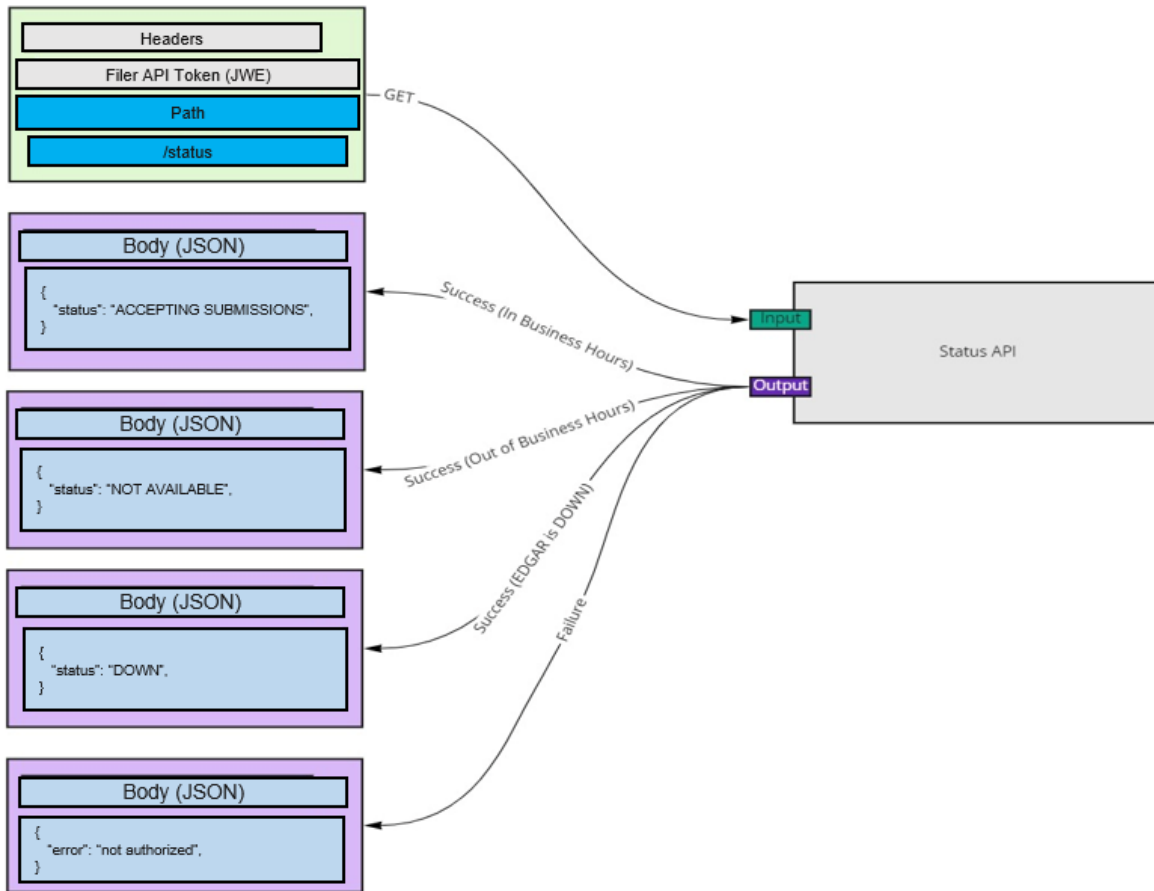 Headers
Filer API Token (JWE)
Path
/status
GET
Body (JSON)
{
"status": "ACCEPTING SUBMISSIONS",
}
Success (In Business Hours)
Input
Status API
Output
Body (JSON)
{
"status": "NOT AVAILABLE",
}
Success (Out of Business Hours)
Body (JSON)
{
"status": "DOWN",
}
Success (EDGAR is DOWN)
Failure
Body (JSON)
{
"error": "not authorized",
}